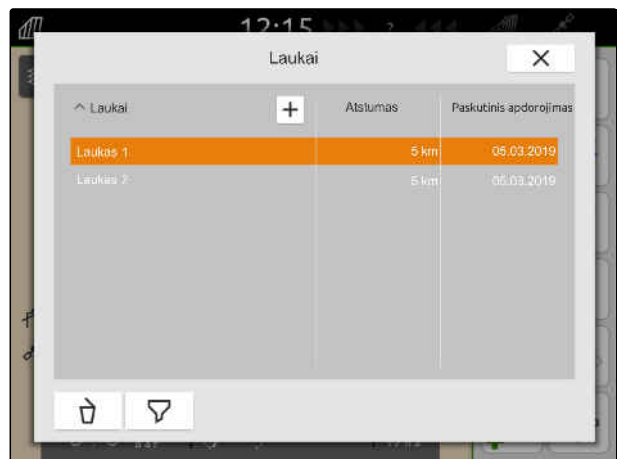 12:15
Laukai
^ Laukai + Atstumas Paskutinis apdorojimas
Laukas 1 5 km 05.03.2019
Laukas 2 5 km 05.03.2019